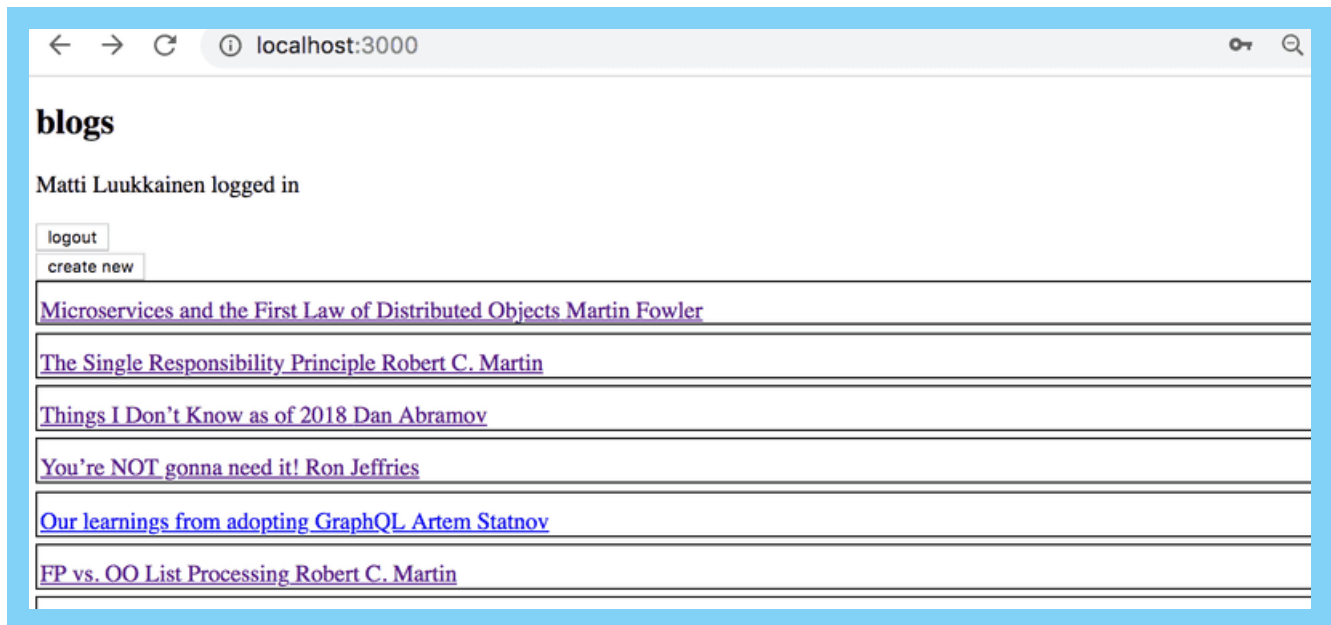 localhost:3000
blogs
Matti Luukkainen logged in
logout
create new
Microservices and the First Law of Distributed Objects Martin Fowler
The Single Responsibility Principle Robert C. Martin
Things I Don’t Know as of 2018 Dan Abramov
You’re NOT gonna need it! Ron Jeffries
Our learnings from adopting GraphQL Artem Statnov
FP vs. OO List Processing Robert C. Martin